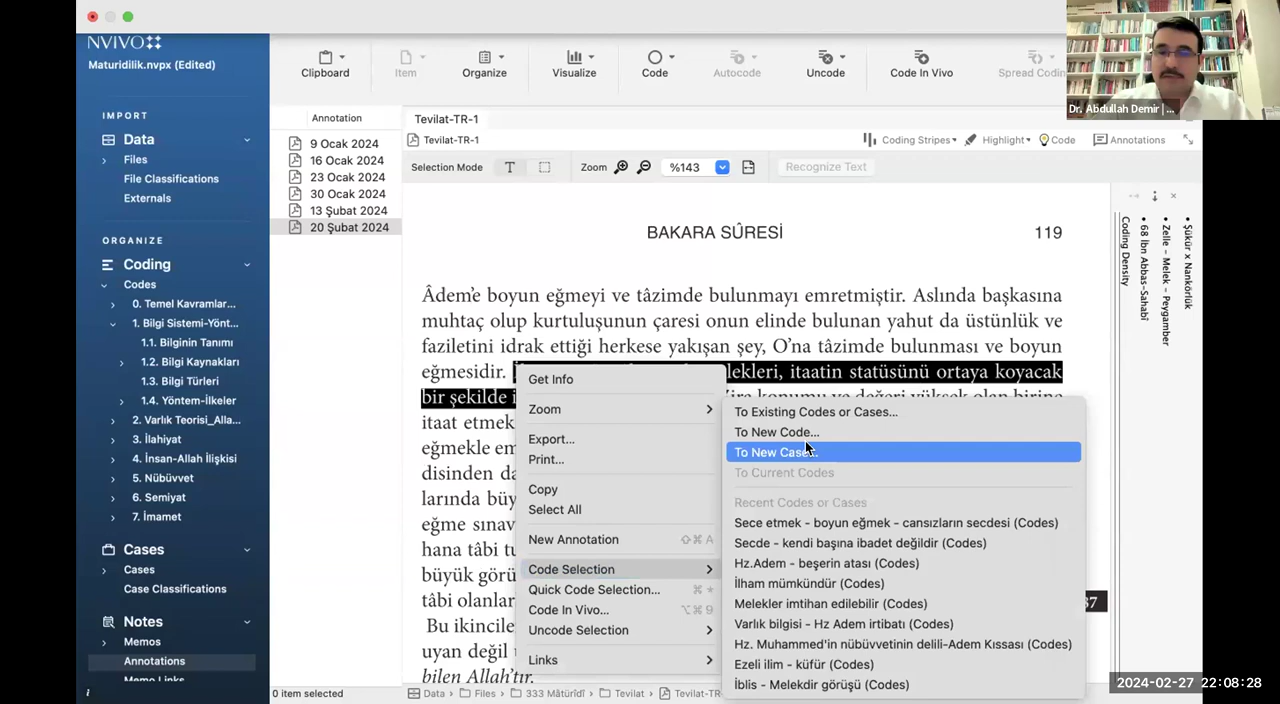 NVIVO
Maturidilik.nvpx (Edited)
IMPORT
Data
Files
File Classifications
Externals
ORGANIZE
Coding
Codes
0. Temel Kavramlar...
1. Bilgi Sistemi-Yönt...
1.1. Bilginin Tanımı
1.2. Bilgi Kaynakları
1.3. Bilgi Türleri
1.4. Yöntem-İlkeler
2. Varlık Teorisi_Alla...
3. İlahiyat
4. İnsan-Allah İlişkisi
5. Nübüvvet
6. Semiyat
7. İmamet
Cases
Cases
Case Classifications
Notes
Memos
Annotations
Memo Links
Clipboard
Item
Organize
Visualize
Code
Autocode
Uncode
Code In Vivo
Spread Codin
Dr. Abdullah Demir | ...
Annotation
9 Ocak 2024
16 Ocak 2024
23 Ocak 2024
30 Ocak 2024
13 Şubat 2024
20 Şubat 2024
Tevilat-TR-1
Tevilat-TR-1
Coding Stripes
Highlight
Code
Annotations
Selection Mode
T
Zoom
%143
Recognize Text
BAKARA SÛRESİ 119
Âdem'e boyun eğmeyi ve tâzimde bulunmayı emretmiştir. Aslında başkasına
muhtaç olup kurtuluşunun çaresi onun elinde bulunan yahut da üstünlük ve
faziletini idrak ettiği herkese yakışan şey, O'na tâzimde bulunması ve boyun
eğmesidir. lekleri, itaatin statüsünü ortaya koyacak
bir şekilde
itaat etmek
eğmekle em
disinden da
larında büy
eğme sınav
hana tâbi tu
büyük görü
tâbi olanlar
Bu ikincile
uyan değil
bilen Allah'tır.
Get Info
Zoom
Export...
Print...
Copy
Select All
New Annotation ⇧⌘A
Code Selection
Quick Code Selection...
Code In Vivo... ⌥⌘9
Uncode Selection
Links
To Existing Codes or Cases...
To New Code...
To New Case...
To Current Codes
Recent Codes or Cases
Sece etmek - boyun eğmek - cansızların secdesi (Codes)
Secde - kendi başına ibadet değildir (Codes)
Hz.Adem - beşerin atası (Codes)
İlham mümkündür (Codes)
Melekler imtihan edilebilir (Codes)
Varlık bilgisi - Hz Adem irtibatı (Codes)
Hz. Muhammed'in nübüvvetinin delili-Adem Kıssası (Codes)
Ezeli ilim - küfür (Codes)
İblis - Melekdir görüşü (Codes)
Şükür x Nankörlük
Zelle - Melek - Peygamber
68 İbn Abbas-Sahabî
Coding Density
0 item selected
Data
Files
333 Mâtürîdî
Tevilat
Tevilat-TR-
2024-02-27 22:08:28